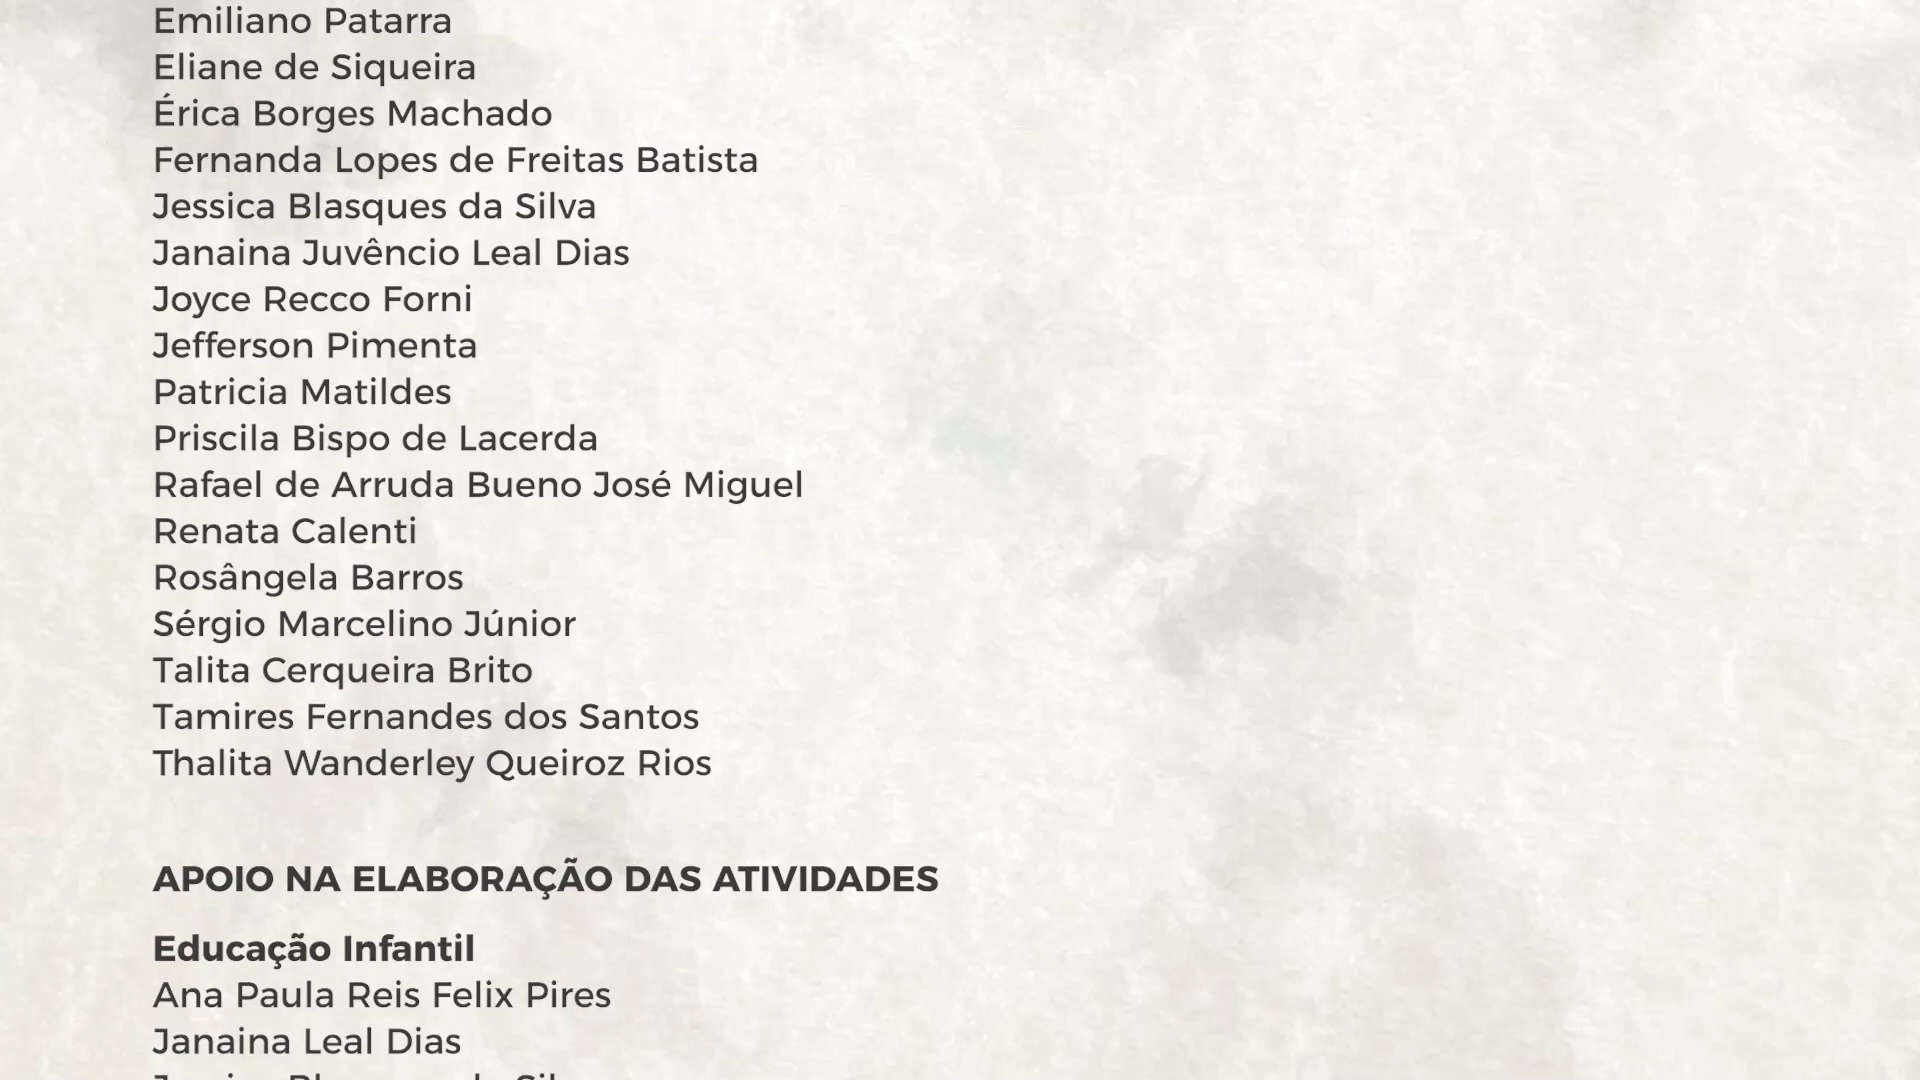 Emiliano Patarra
Eliane de Siqueira
Érica Borges Machado
Fernanda Lopes de Freitas Batista
Jessica Blasques da Silva
Janaina Juvêncio Leal Dias
Joyce Recco Forni
Jefferson Pimenta
Patricia Matildes
Priscila Bispo de Lacerda
Rafael de Arruda Bueno José Miguel
Renata Calenti
Rosângela Barros
Sérgio Marcelino Júnior
Talita Cerqueira Brito
Tamires Fernandes dos Santos
Thalita Wanderley Queiroz Rios
APOIO NA ELABORAÇÃO DAS ATIVIDADES
Educação Infantil
Ana Paula Reis Felix Pires
Janaina Leal Dias